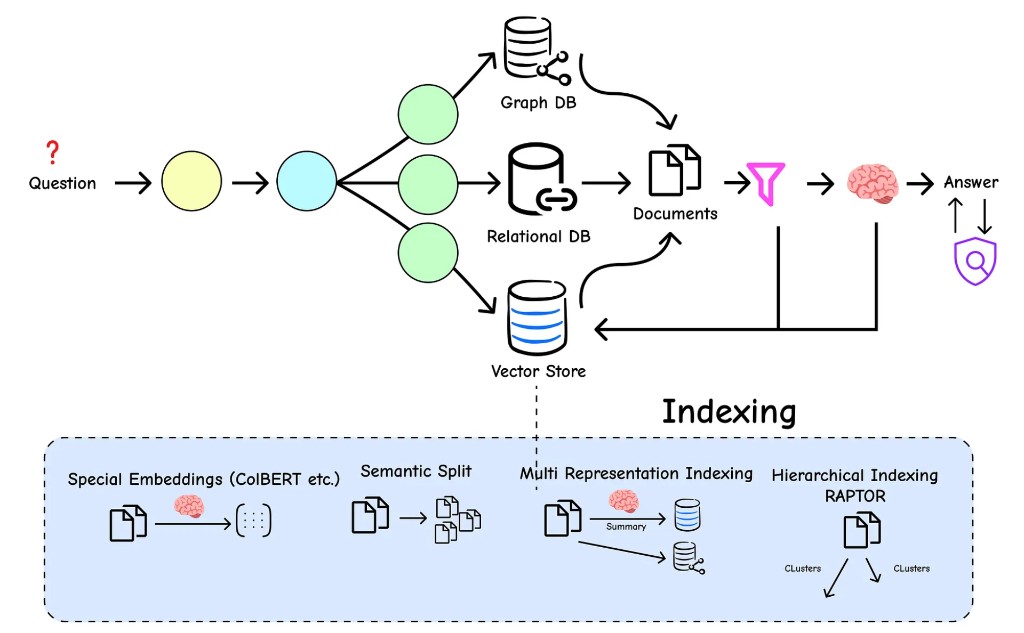 ?
Question
Graph DB
Relational DB
Vector Store
Documents
Answer
Indexing
Special Embeddings (ColBERT etc.)
Semantic Split
Multi Representation Indexing
Summary
Hierarchical Indexing
RAPTOR
CLusters
CLusters